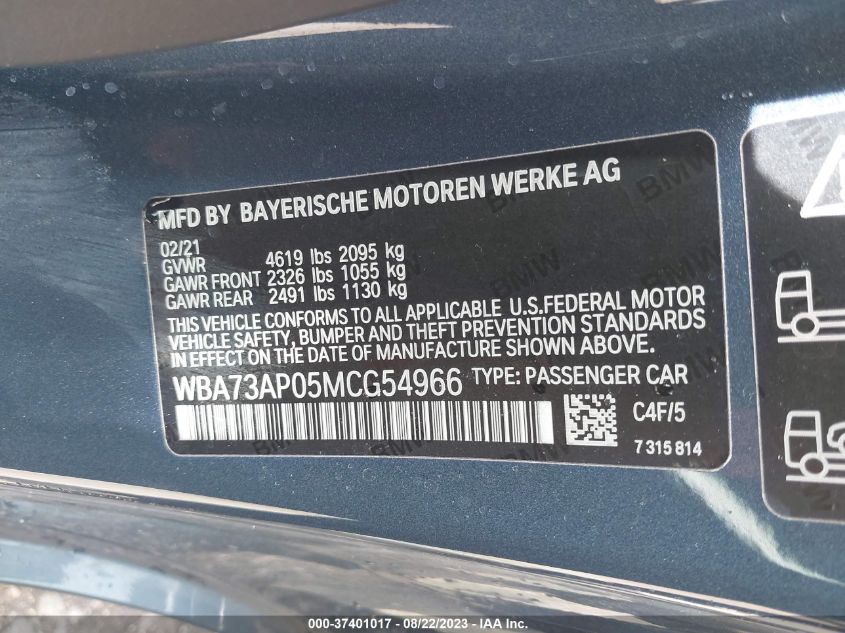 MFD BY BAYERISCHE MOTOREN WERKE AG
02/21
GVWR 4619 lbs 2095 kg
GAWR FRONT 2326 lbs 1055 kg
GAWR REAR 2491 lbs 1130 kg
THIS VEHICLE CONFORMS TO ALL APPLICABLE U.S.FEDERAL MOTOR
VEHICLE SAFETY, BUMPER AND THEFT PREVENTION STANDARDS
IN EFFECT ON THE DATE OF MANUFACTURE SHOWN ABOVE.
WBA73AP05MCG54966 TYPE: PASSENGER CAR
C4F/5
7 315 814
000-37401017 - 08/22/2023 - © IAA Inc.